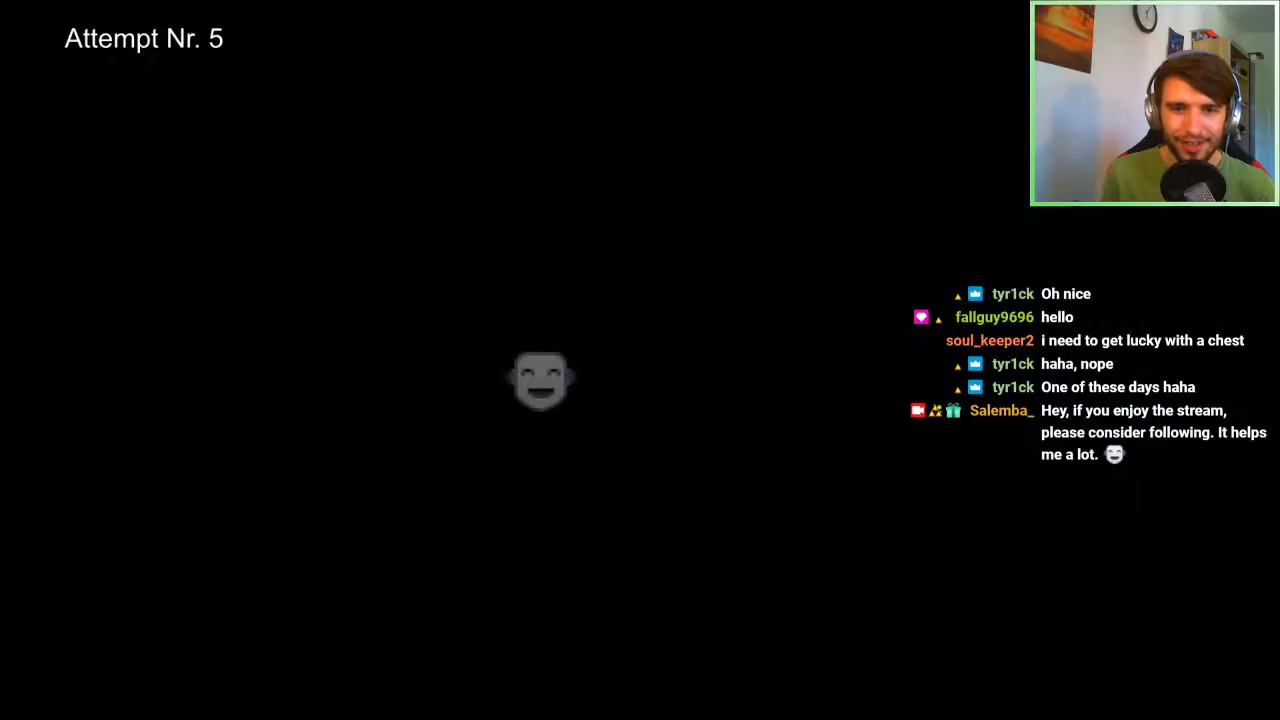 Attempt Nr. 5
tyr1ck Oh nice
fallguy9696 hello
soul_keeper2 i need to get lucky with a chest
tyr1ck haha, nope
tyr1ck One of these days haha
Salemba_ Hey, if you enjoy the stream,
please consider following. It helps
me a lot.